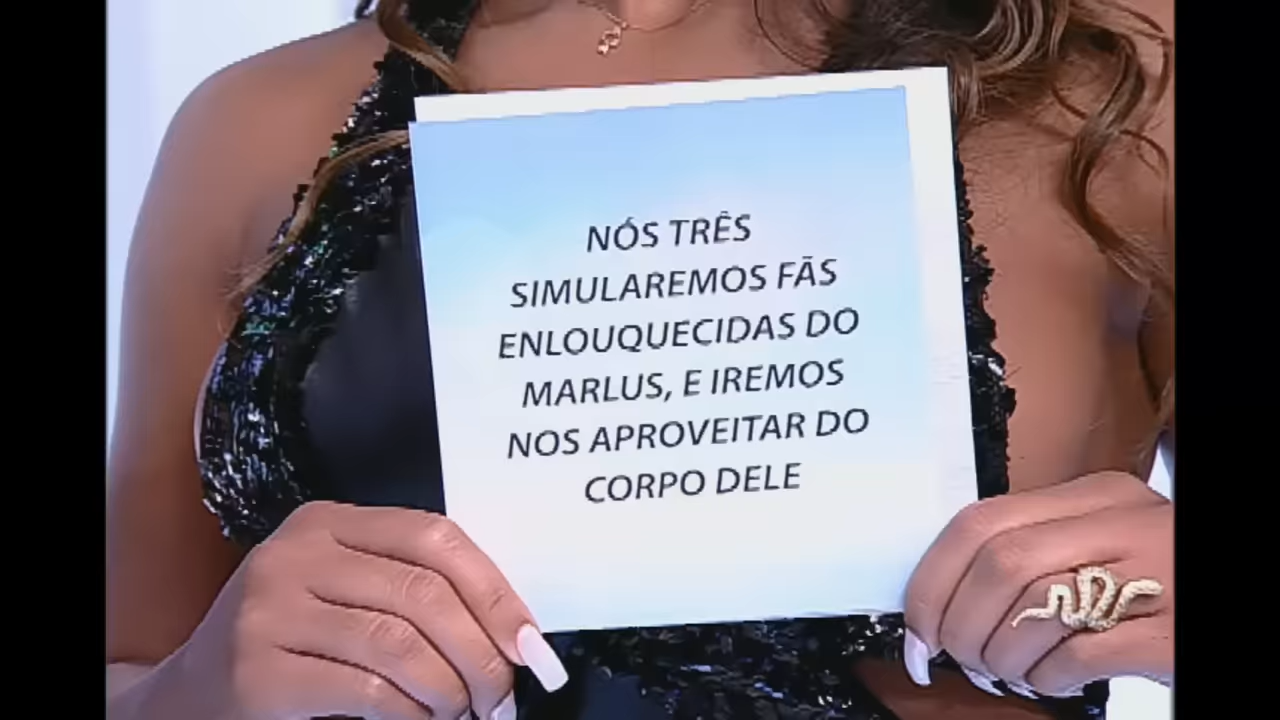 NÓS TRÊS
SIMULAREMOS FÃS
ENLOUQUECIDAS DO
MARLUS, E IREMOS
NOS APROVEITAR DO
CORPO DELE